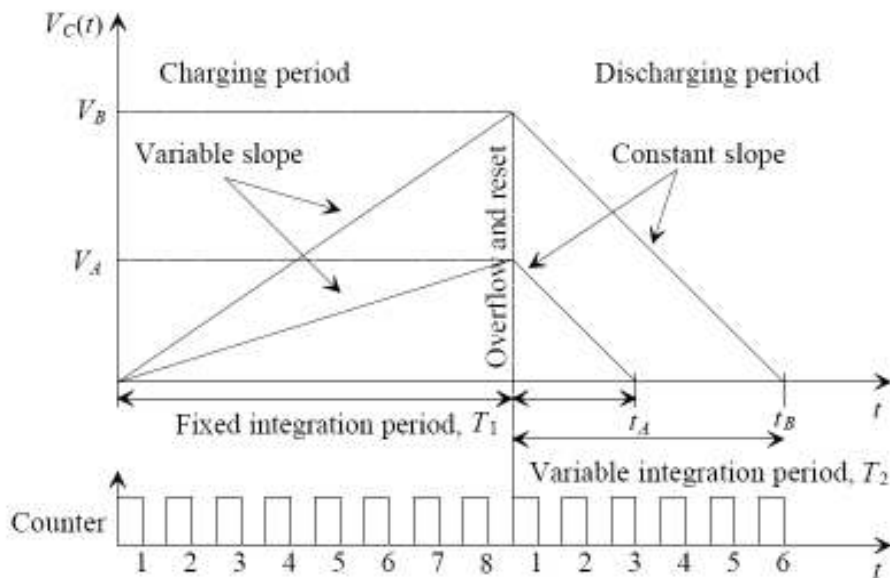 V_C(t)
Charging period
Discharging period
V_B
Variable slope
Constant slope
V_A
Overflow and reset
Fixed integration period, T_1
t_A
t_B
t
Variable integration period, T_2
Counter
1 2 3 4 5 6 7 8 1 2 3 4 5 6 t